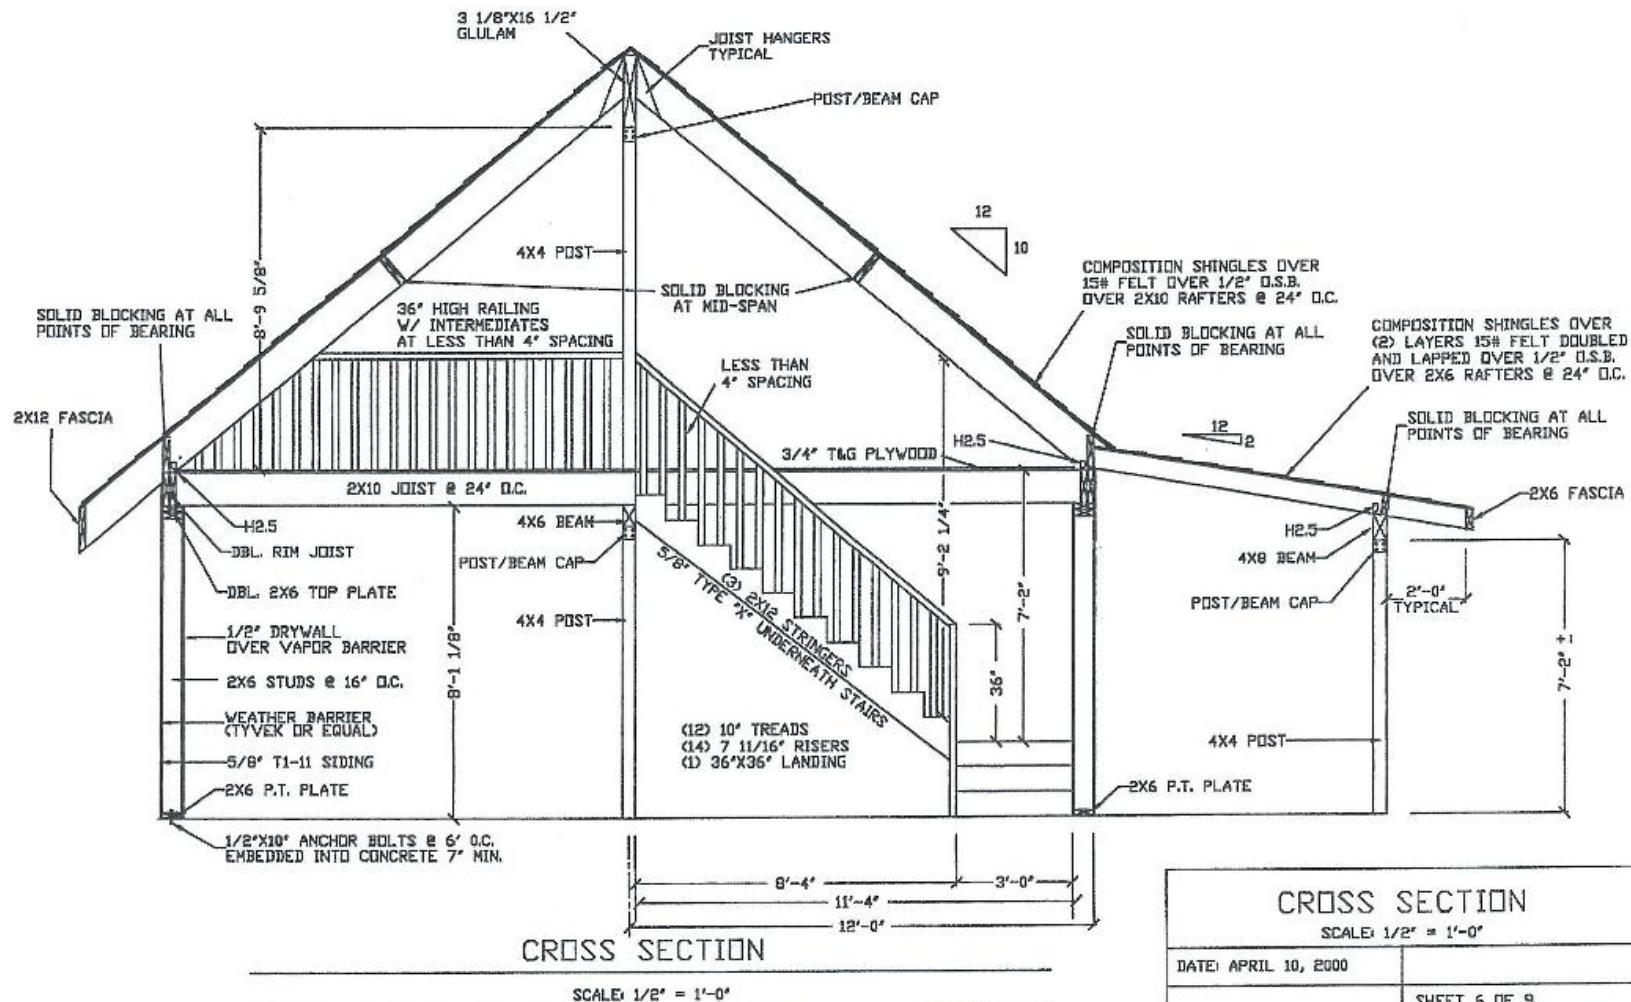 3 1/8"X16 1/2"
GLULAM
JOIST HANGERS
TYPICAL
POST/BEAM CAP
12
10
8'-9 5/8"
4X4 POST
SOLID BLOCKING
AT MID-SPAN
COMPOSITION SHINGLES OVER
15# FELT OVER 1/2" O.S.B.
OVER 2X10 RAFTERS @ 24" O.C.
SOLID BLOCKING AT ALL
POINTS OF BEARING
36" HIGH RAILING
W/ INTERMEDIATES
AT LESS THAN 4" SPACING
SOLID BLOCKING AT ALL
POINTS OF BEARING
COMPOSITION SHINGLES OVER
(2) LAYERS 15# FELT DOUBLED
AND LAPPED OVER 1/2" O.S.B.
OVER 2X6 RAFTERS @ 24" O.C.
LESS THAN
4" SPACING
2X12 FASCIA
12
2
SOLID BLOCKING AT ALL
POINTS OF BEARING
H2.5
3/4" T&G PLYWOOD
2X10 JOIST @ 24" O.C.
2X6 FASCIA
H2.5
4X6 BEAM
9'-2 1/4"
H2.5
DBL. RIM JOIST
POST/BEAM CAP
4X8 BEAM
DBL. 2X6 TOP PLATE
(3) 2X12 STRINGERS
5/8" TYPE "X" UNDERNEATH STAIRS
POST/BEAM CAP
2'-0"
TYPICAL
4X4 POST
7'-2"
1/2" DRYWALL
OVER VAPOR BARRIER
8'-1 1/8"
7'-2" ±
2X6 STUDS @ 16" O.C.
36"
WEATHER BARRIER
(TYVEK OR EQUAL)
(12) 10" TREADS
(14) 7 11/16" RISERS
(1) 36"X36" LANDING
4X4 POST
5/8" T1-11 SIDING
2X6 P.T. PLATE
2X6 P.T. PLATE
1/2"X10" ANCHOR BOLTS @ 6' O.C.
EMBEDDED INTO CONCRETE 7" MIN.
8'-4"
3'-0"
11'-4"
12'-0"
CROSS SECTION
SCALE: 1/2" = 1'-0"
CROSS SECTION
SCALE: 1/2" = 1'-0"
DATE: APRIL 10, 2000
SHEET 6 OF 9